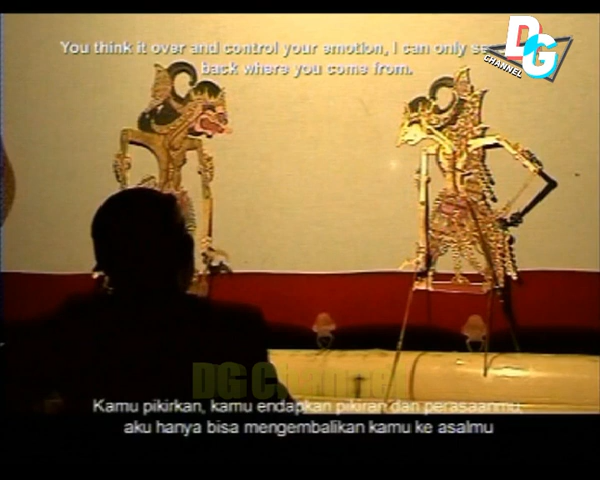 You think it over and control your emotion, I can only
back where you come from.
DG
CHANNEL
DG Channel
Kamu pikirkan, kamu endapkan pikiran dan perasaanmu,
aku hanya bisa mengembalikan kamu ke asalmu